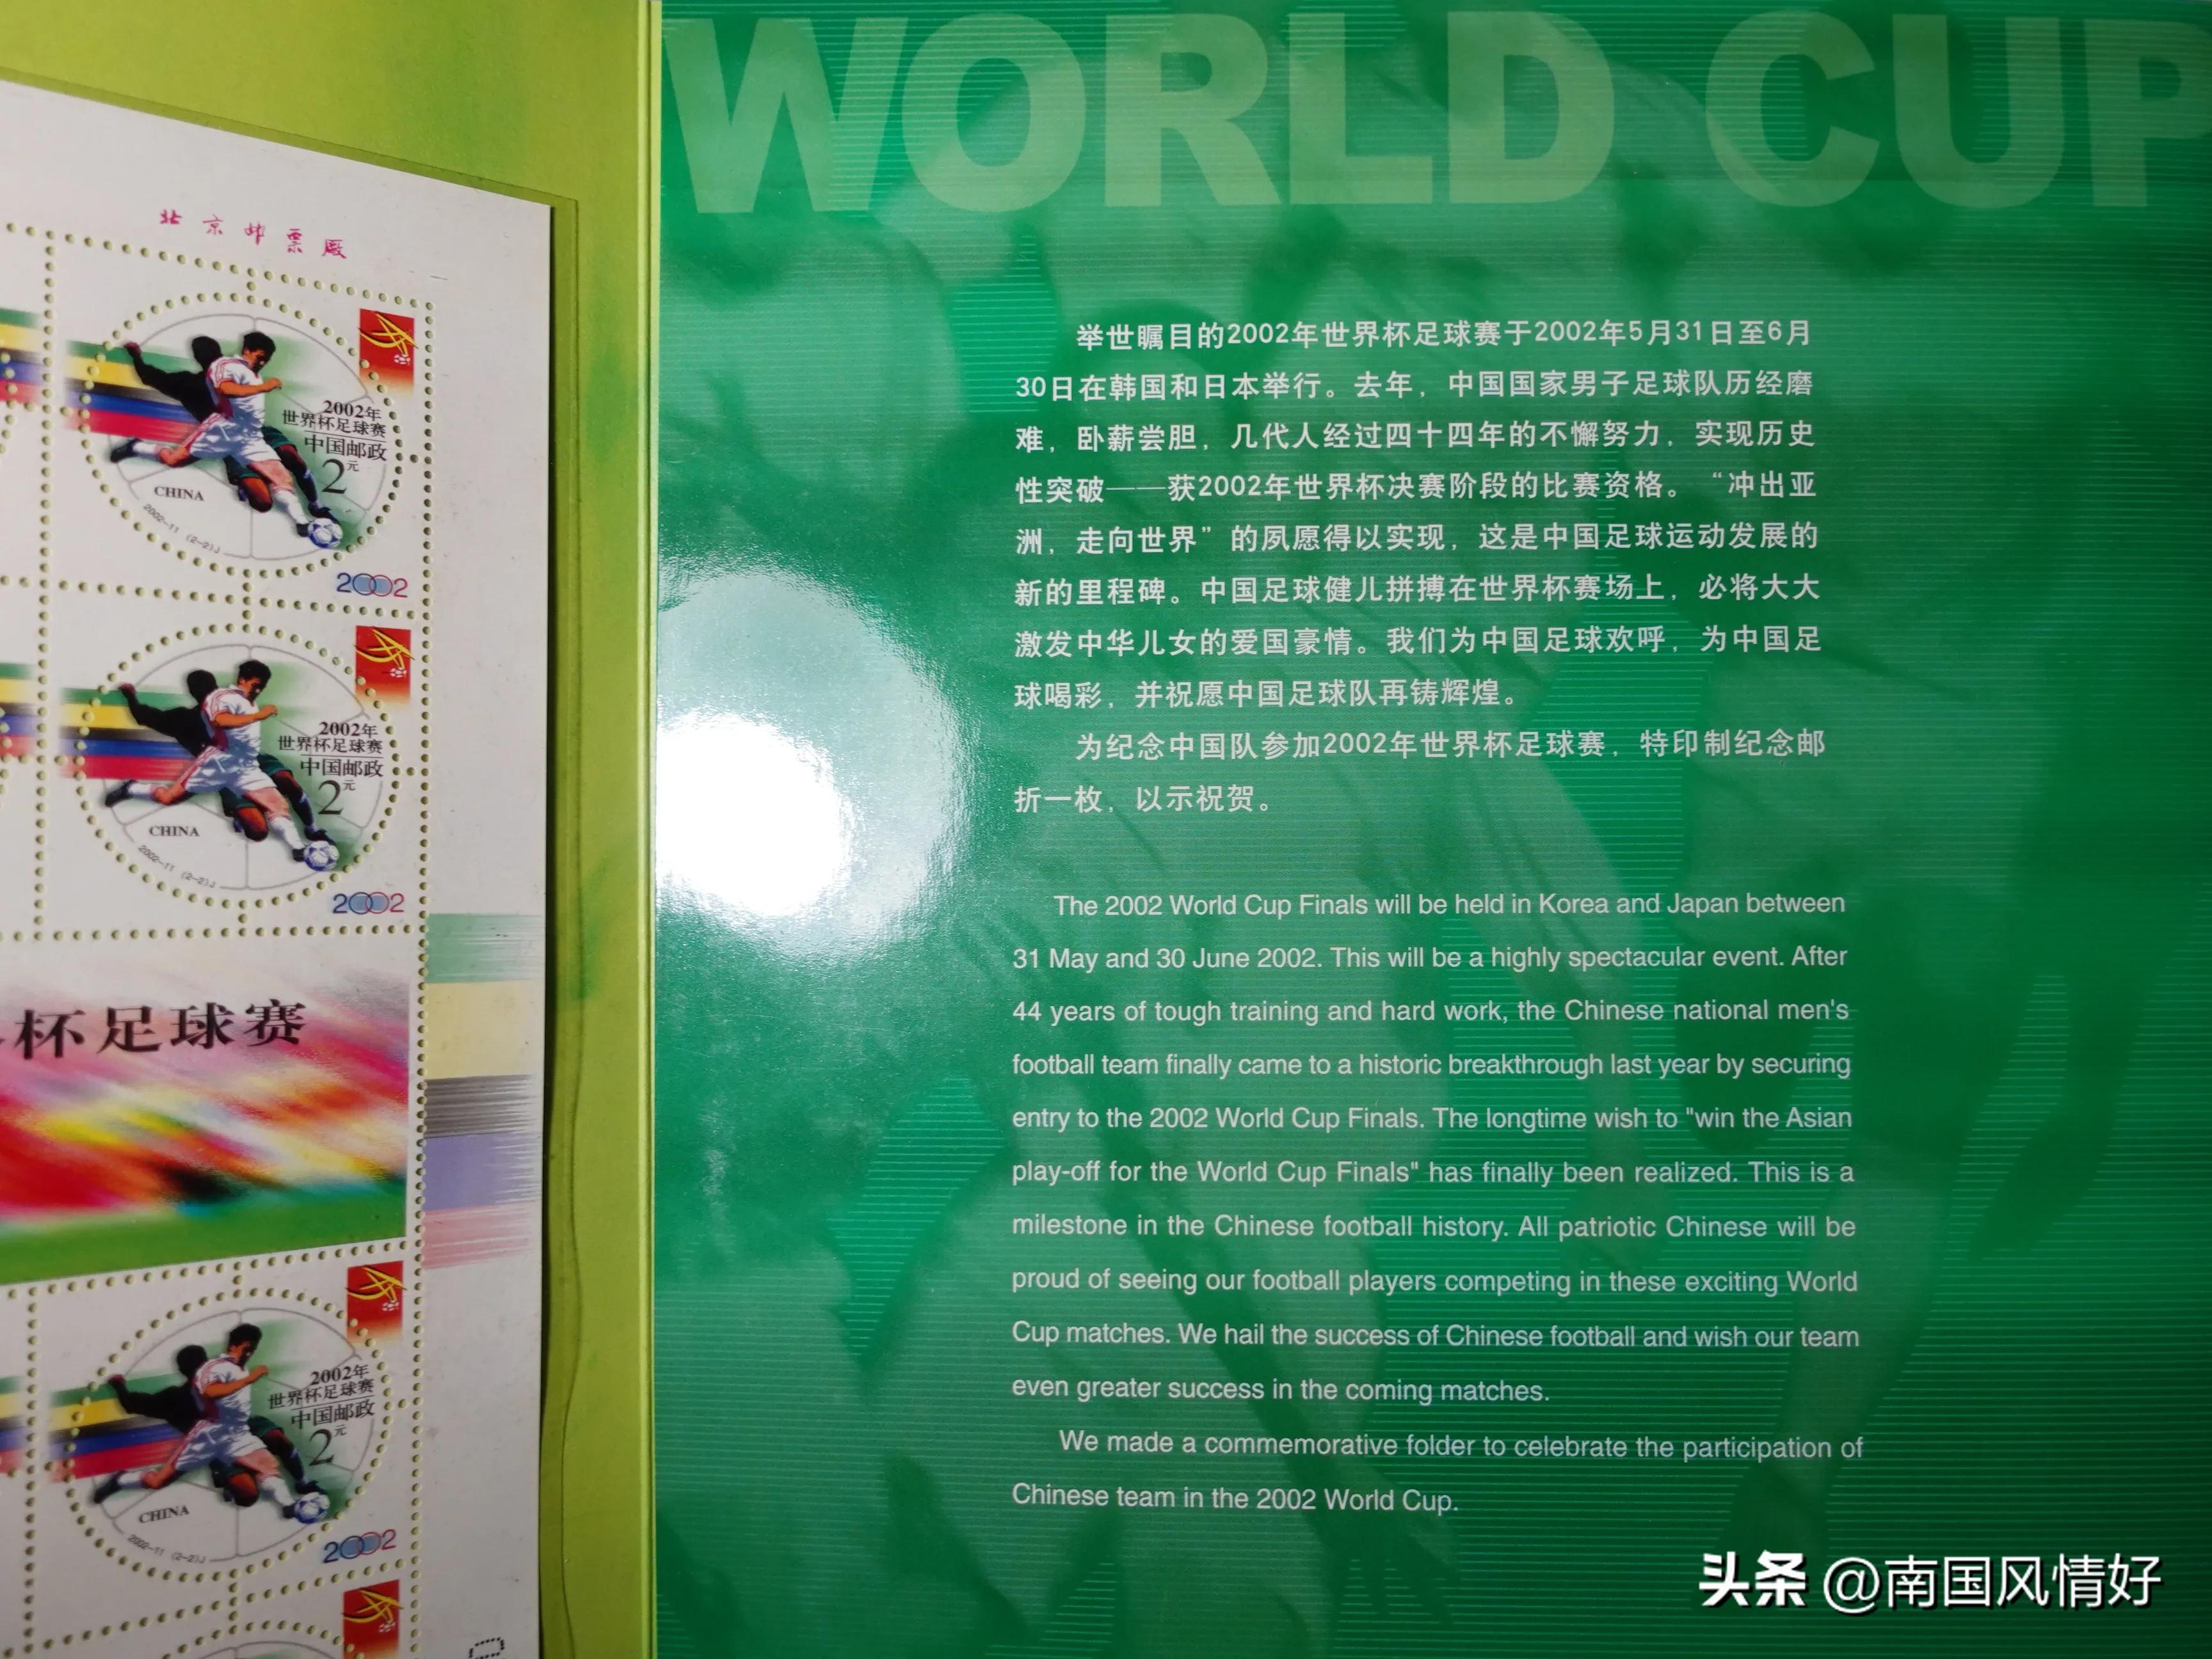 WORLD CUP
北京邮票厂
2002年
世界杯足球赛
中国邮政
2元
CHINA
2002-11 (2-2)J
2002
2002年
世界杯足球赛
中国邮政
2元
CHINA
2002-11 (2-2)J
2002
杯足球赛
2002年
世界杯足球赛
中国邮政
2元
CHINA
2002-11 (2-2)J
2002
举世瞩目的2002年世界杯足球赛于2002年5月31日至6月
30日在韩国和日本举行。去年，中国国家男子足球队历经磨
难，卧薪尝胆，几代人经过四十四年的不懈努力，实现历史
性突破——获2002年世界杯决赛阶段的比赛资格。“冲出亚
洲，走向世界”的夙愿得以实现，这是中国足球运动发展的
新的里程碑。中国足球健儿拼搏在世界杯赛场上，必将大大
激发中华儿女的爱国豪情。我们为中国足球欢呼，为中国足
球喝彩，并祝愿中国足球队再铸辉煌。
为纪念中国队参加2002年世界杯足球赛，特印制纪念邮
折一枚，以示祝贺。
The 2002 World Cup Finals will be held in Korea and Japan between
31 May and 30 June 2002. This will be a highly spectacular event. After
44 years of tough training and hard work, the Chinese national men's
football team finally came to a historic breakthrough last year by securing
entry to the 2002 World Cup Finals. The longtime wish to "win the Asian
play-off for the World Cup Finals" has finally been realized. This is a
milestone in the Chinese football history. All patriotic Chinese will be
proud of seeing our football players competing in these exciting World
Cup matches. We hail the success of Chinese football and wish our team
even greater success in the coming matches.
We made a commemorative folder to celebrate the participation of
Chinese team in the 2002 World Cup.
头条 @南国风情好